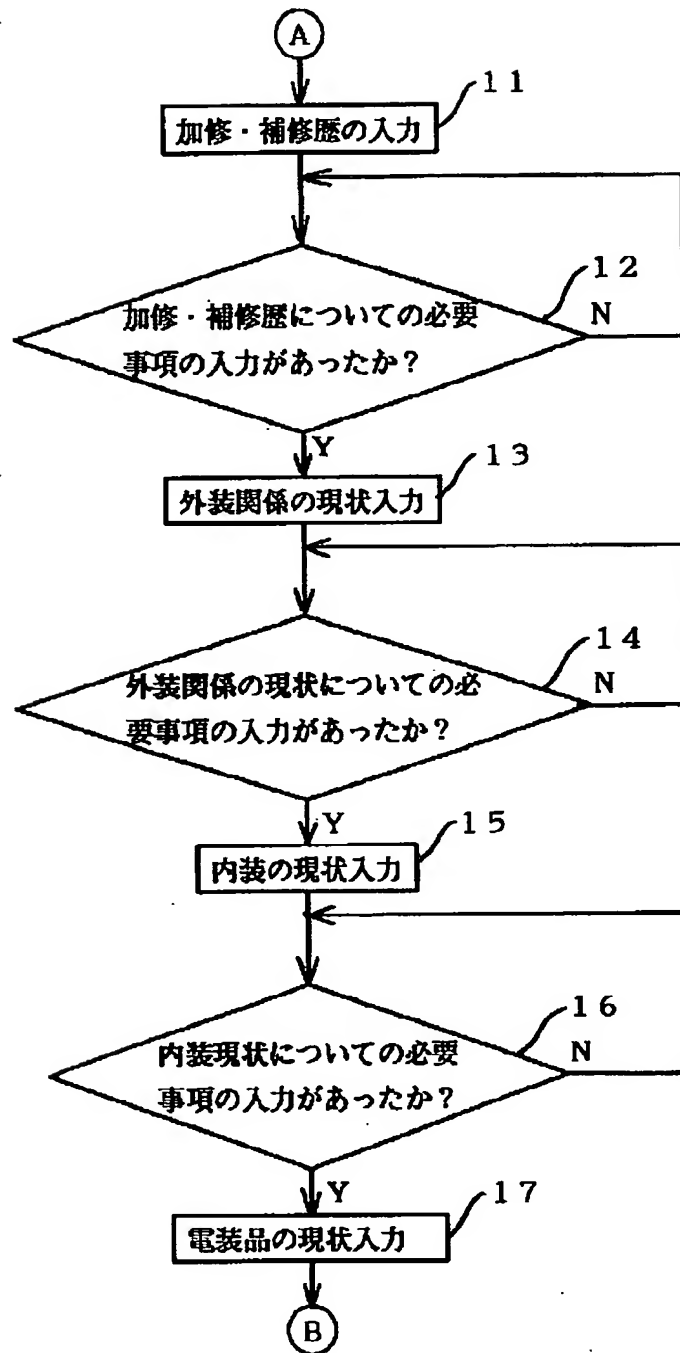 A
11
加修・補修歴の入力
12
加修・補修歴についての必要
事項の入力があったか？
N
Y
13
外装関係の現状入力
14
外装関係の現状についての必
要事項の入力があったか？
N
Y
15
内装の現状入力
16
内装現状についての必要
事項の入力があったか？
N
Y
17
電装品の現状入力
B